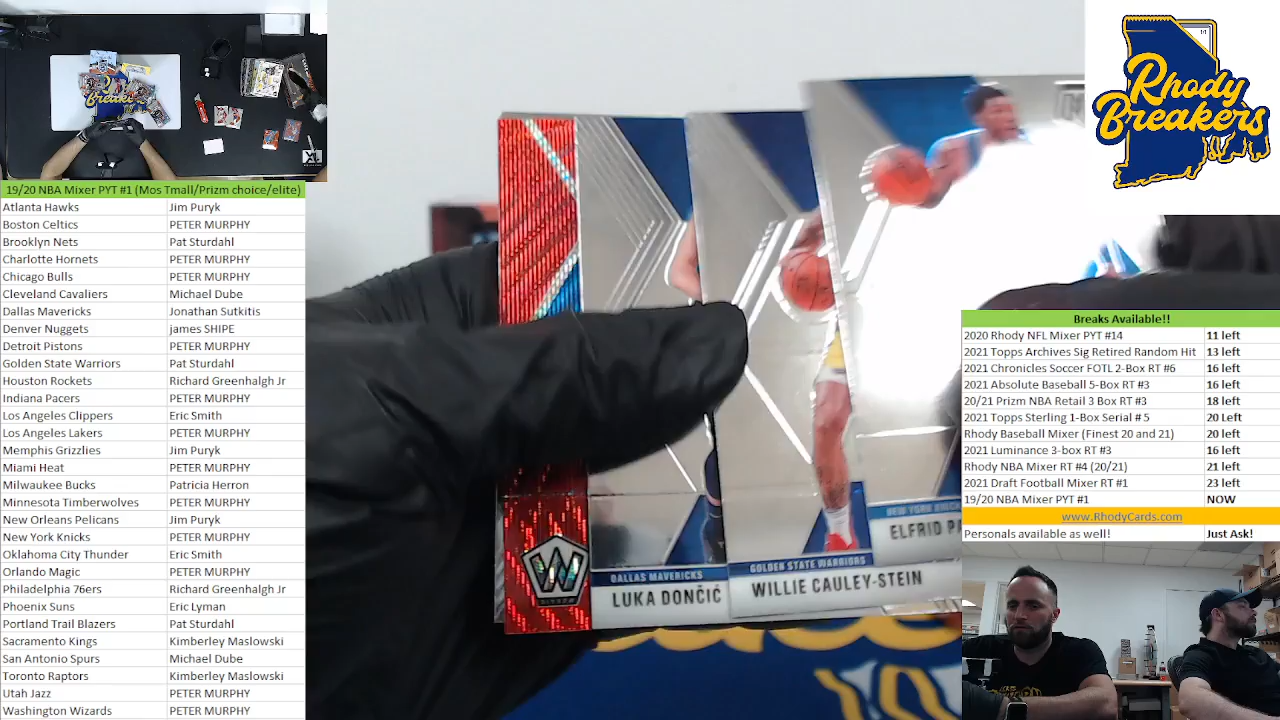 19/20 NBA Mixer PYT #1 (Mos Tmall/Prizm choice/elite)
Atlanta Hawks Jim Puryk
Boston Celtics PETER MURPHY
Brooklyn Nets Pat Sturdahl
Charlotte Hornets PETER MURPHY
Chicago Bulls PETER MURPHY
Cleveland Cavaliers Michael Dube
Dallas Mavericks Jonathan Sutkitis
Denver Nuggets james SHIPE
Detroit Pistons PETER MURPHY
Golden State Warriors Pat Sturdahl
Houston Rockets Richard Greenhalgh Jr
Indiana Pacers PETER MURPHY
Los Angeles Clippers Eric Smith
Los Angeles Lakers PETER MURPHY
Memphis Grizzlies Jim Puryk
Miami Heat PETER MURPHY
Milwaukee Bucks Patricia Herron
Minnesota Timberwolves PETER MURPHY
New Orleans Pelicans Jim Puryk
New York Knicks PETER MURPHY
Oklahoma City Thunder Eric Smith
Orlando Magic PETER MURPHY
Philadelphia 76ers Richard Greenhalgh Jr
Phoenix Suns Eric Lyman
Portland Trail Blazers Pat Sturdahl
Sacramento Kings Kimberley Maslowski
San Antonio Spurs Michael Dube
Toronto Raptors Kimberley Maslowski
Utah Jazz PETER MURPHY
Washington Wizards PETER MURPHY
DALLAS MAVERICKS
LUKA DONČIĆ
GOLDEN STATE WARRIORS
WILLIE CAULEY-STEIN
NEW YORK
ELFRID
Rhody
Breakers
Breaks Available!!
2020 Rhody NFL Mixer PYT #14 11 left
2021 Topps Archives Sig Retired Random Hit 13 left
2021 Chronicles Soccer FOTL 2-Box RT #6 16 left
2021 Absolute Baseball 5-Box RT #3 16 left
20/21 Prizm NBA Retail 3 Box RT #3 18 left
2021 Topps Sterling 1-Box Serial # 5 20 Left
Rhody Baseball Mixer (Finest 20 and 21) 20 left
2021 Luminance 3-box RT #3 16 left
Rhody NBA Mixer RT #4 (20/21) 21 left
2021 Draft Football Mixer RT #1 23 left
19/20 NBA Mixer PYT #1 NOW
www.RhodyCards.com
Personals available as well! Just Ask!